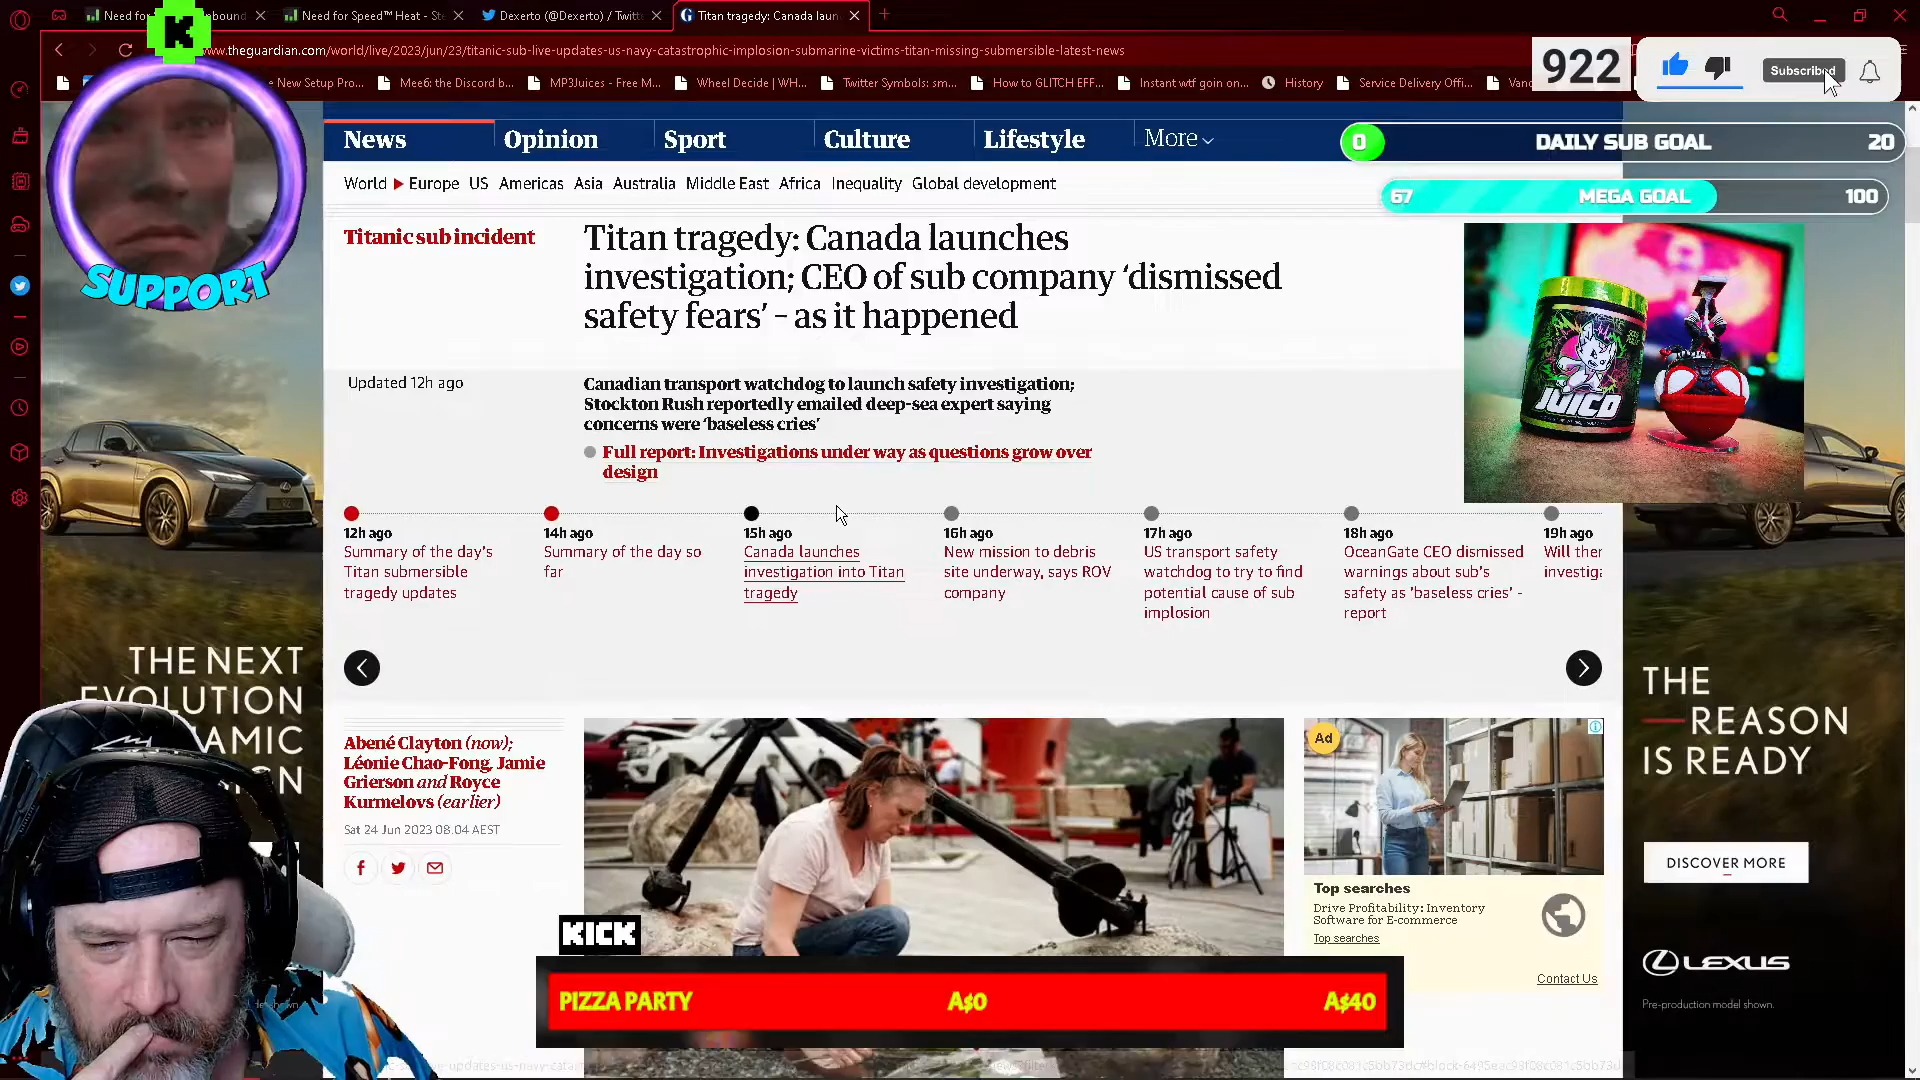 Need for
bound
Need for Speed™ Heat - Ste
Dexerto (@Dexerto) / Twitt
Titan tragedy: Canada laun
K
www.theguardian.com/world/live/2023/jun/23/titanic-sub-live-updates-us-navy-catastrophic-implosion-submarine-victims-titan-missing-submersible-latest-news
922
Subscribed
e New Setup Pro...
Mee6: the Discord b...
MP3Juices - Free M...
Wheel Decide | WH...
Twitter Symbols: sm...
How to GLITCH EFF...
Instant wtf goin on...
History
Service Delivery Offi...
News
Opinion
Sport
Culture
Lifestyle
More
0
DAILY SUB GOAL
20
World
Europe
US
Americas
Asia
Australia
Middle East
Africa
Inequality
Global development
67
MEGA GOAL
100
SUPPORT
Titanic sub incident
Titan tragedy: Canada launches
investigation; CEO of sub company ‘dismissed
safety fears’ – as it happened
Updated 12h ago
Canadian transport watchdog to launch safety investigation;
Stockton Rush reportedly emailed deep-sea expert saying
concerns were ‘baseless cries’
Full report: Investigations under way as questions grow over
design
JUICD
12h ago
Summary of the day’s
Titan submersible
tragedy updates
14h ago
Summary of the day so
far
15h ago
Canada launches
investigation into Titan
tragedy
16h ago
New mission to debris
site underway, says ROV
company
17h ago
US transport safety
watchdog to try to find
potential cause of sub
implosion
18h ago
OceanGate CEO dismissed
warnings about sub’s
safety as ‘baseless cries’ -
report
19h ago
Will ther
investiga
THE NEXT
EVOLUTION
THE
REASON
IS READY
DISCOVER MORE
LEXUS
Pre-production model shown.
Abené Clayton (now);
Léonie Chao-Fong, Jamie
Grierson and Royce
Kurmelovs (earlier)
Sat 24 Jun 2023 08.04 AEST
Ad
Top searches
Drive Profitability: Inventory
Software for E-commerce
Top searches
Contact Us
KICK
PIZZA PARTY
A$0
A$40